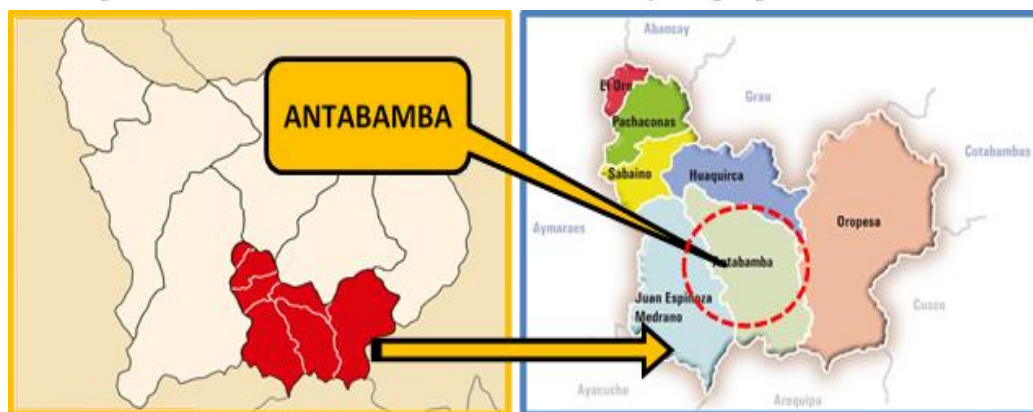 ANTABAMBA
Abancay
El Oro
Grau
Pachaconas
Cotabambas
Sabaino
Huaquirca
Oropesa
Aymaraes
Antabamba
Juan Espinoza
Medrano
Cusco
Ayacucho
Arequipa